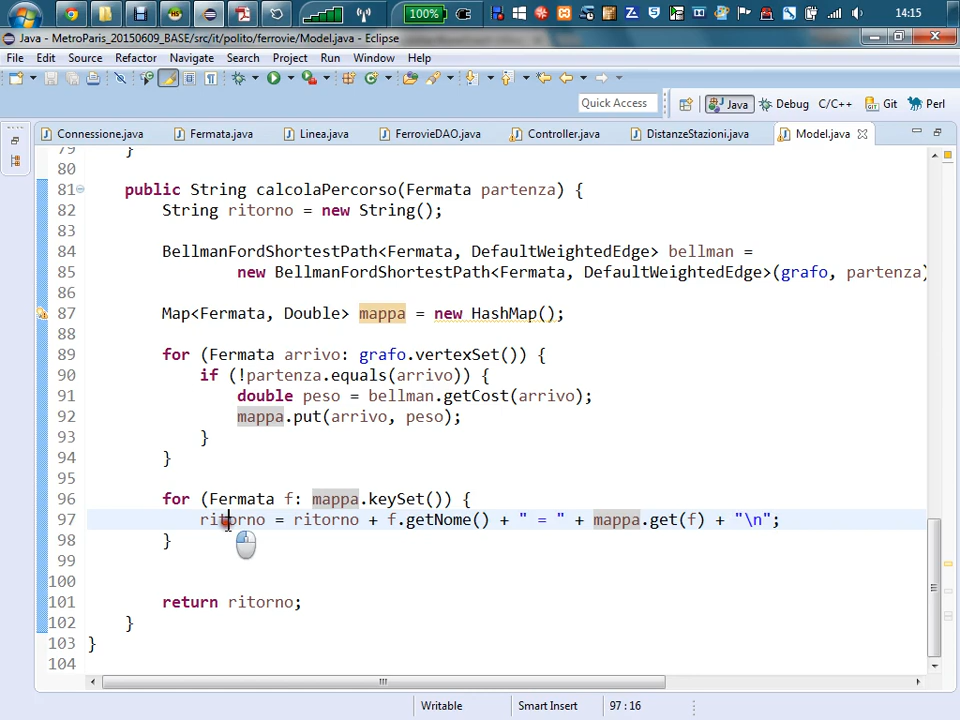 100%
14:15
Java - MetroParis_20150609_BASE/src/it/polito/ferrovie/Model.java - Eclipse
File Edit Source Refactor Navigate Search Project Run Window Help
Quick Access Java Debug C/C++ Git Perl
Connessione.java Fermata.java Linea.java FerrovieDAO.java Controller.java DistanzeStazioni.java Model.java
79 }
80
81 public String calcolaPercorso(Fermata partenza) {
82 String ritorno = new String();
83
84 BellmanFordShortestPath<Fermata, DefaultWeightedEdge> bellman =
85 new BellmanFordShortestPath<Fermata, DefaultWeightedEdge>(grafo, partenza)
86
87 Map<Fermata, Double> mappa = new HashMap();
88
89 for (Fermata arrivo: grafo.vertexSet()) {
90 if (!partenza.equals(arrivo)) {
91 double peso = bellman.getCost(arrivo);
92 mappa.put(arrivo, peso);
93 }
94 }
95
96 for (Fermata f: mappa.keySet()) {
97 ritorno = ritorno + f.getNome() + " = " + mappa.get(f) + "\n";
98 }
99
100
101 return ritorno;
102 }
103 }
104
Writable Smart Insert 97 : 16